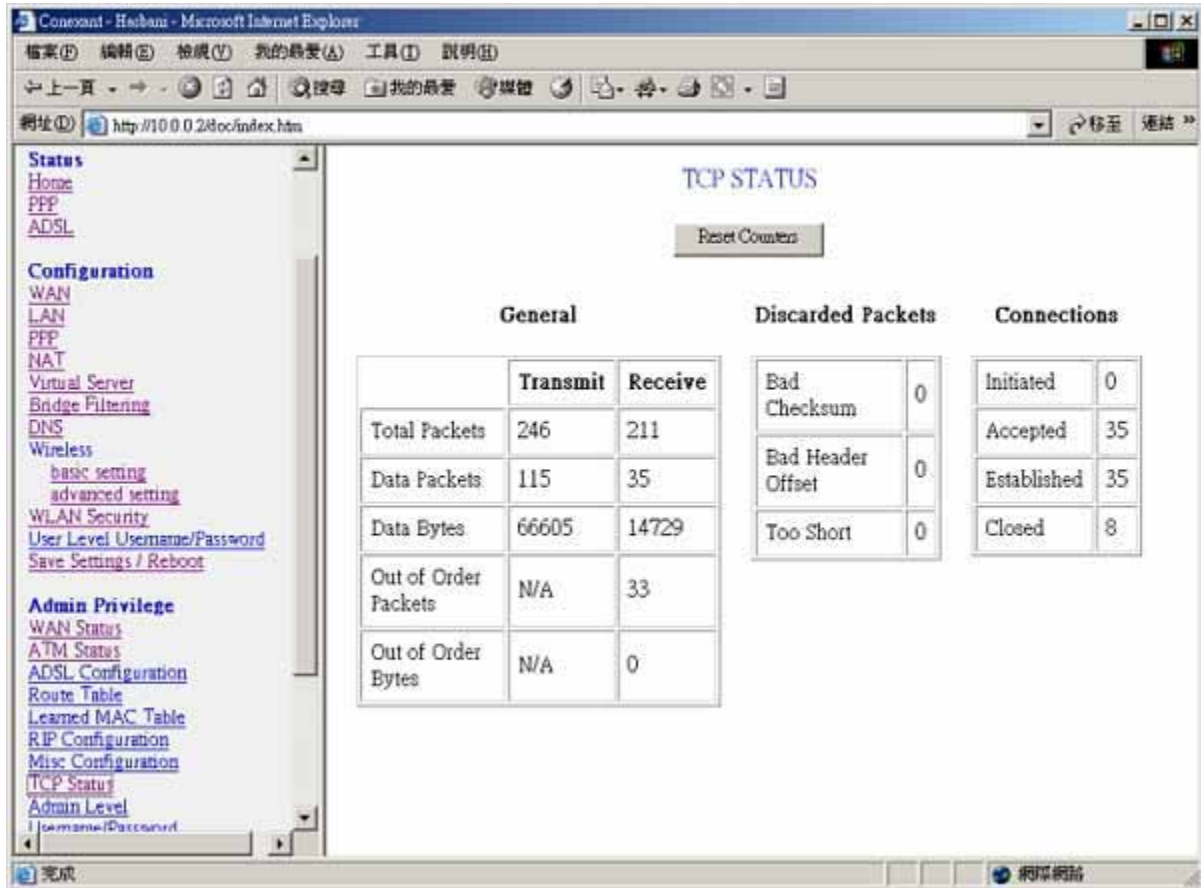 Conexant - Hasbani - Microsoft Internet Explorer
檔案(F) 編輯(E) 檢視(V) 我的最愛(A) 工具(T) 說明(H)
上一頁 搜尋 我的最愛 媒體
網址(D) http://10.0.0.2/doc/index.htm 移至 連結 »
Status
Home
PPP
ADSL
Configuration
WAN
LAN
PPP
NAT
Virtual Server
Bridge Filtering
DNS
Wireless
basic setting
advanced setting
WLAN Security
User Level Username/Password
Save Settings / Reboot
Admin Privilege
WAN Status
ATM Status
ADSL Configuration
Route Table
Learned MAC Table
RIP Configuration
Misc Configuration
TCP Status
Admin Level
Username/Password
TCP STATUS
Reset Counters
General
Transmit Receive
Total Packets 246 211
Data Packets 115 35
Data Bytes 66605 14729
Out of Order
Packets N/A 33
Out of Order
Bytes N/A 0
Discarded Packets
Bad
Checksum 0
Bad Header
Offset 0
Too Short 0
Connections
Initiated 0
Accepted 35
Established 35
Closed 8
完成 網際網路